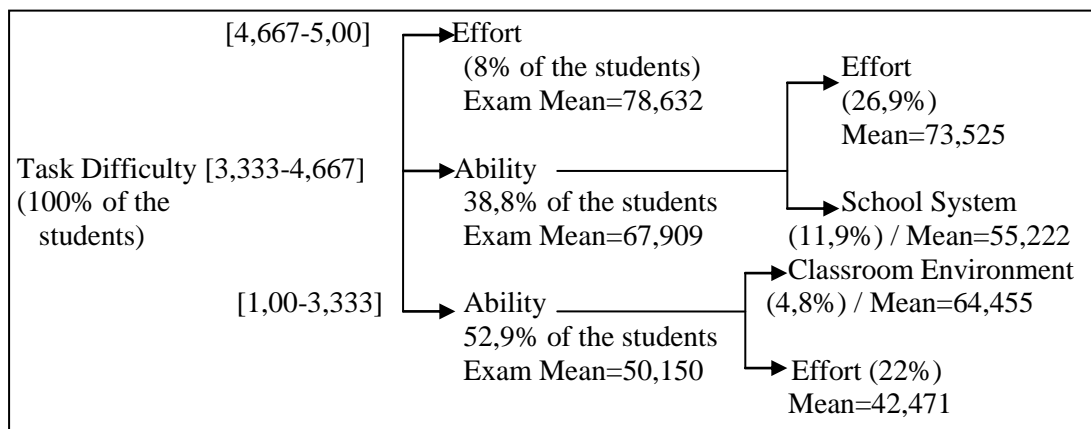 [4,667-5,00]
Effort
(8% of the students)
Exam Mean=78,632
Effort
(26,9%)
Mean=73,525
Task Difficulty [3,333-4,667]
(100% of the
students)
Ability
38,8% of the students
Exam Mean=67,909
School System
(11,9%) / Mean=55,222
[1,00-3,333]
Ability
52,9% of the students
Exam Mean=50,150
Classroom Environment
(4,8%) / Mean=64,455
Effort (22%)
Mean=42,471